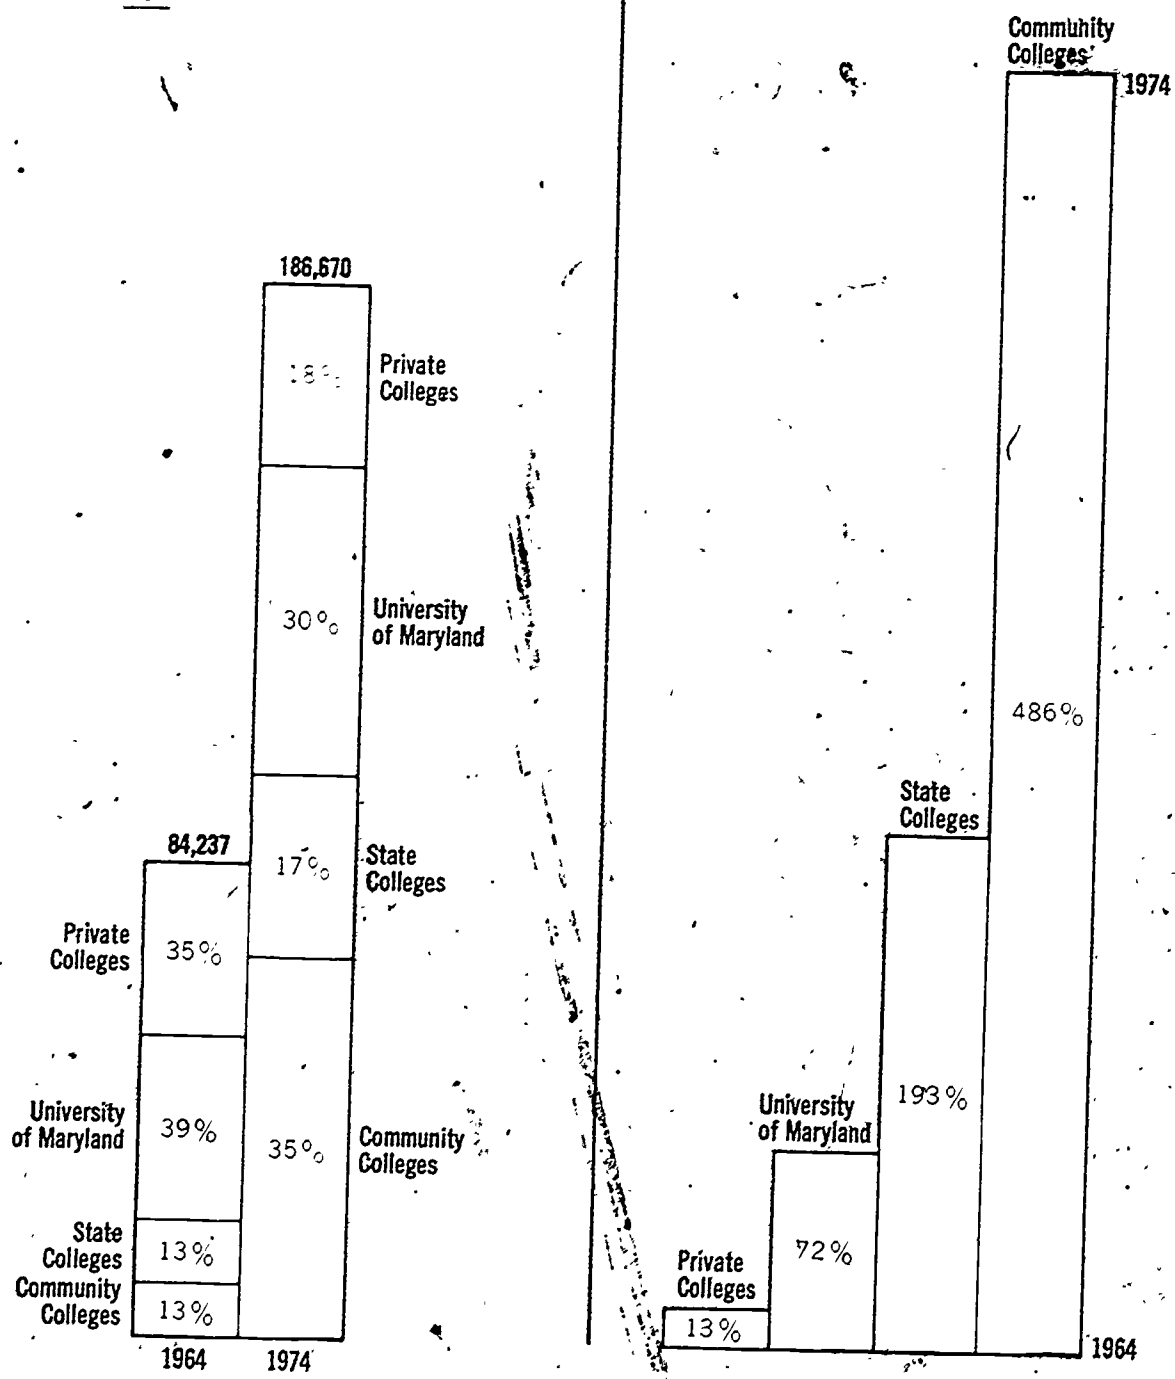 186,670
18%
Private
Colleges
30%
University
of Maryland
17%
State
Colleges
35%
Community
Colleges
84,237
Private
Colleges
35%
University
of Maryland
39%
State
Colleges
13%
Community
Colleges
13%
1964
1974
Community
Colleges
1974
486%
State
Colleges
193%
University
of Maryland
72%
Private
Colleges
13%
1964